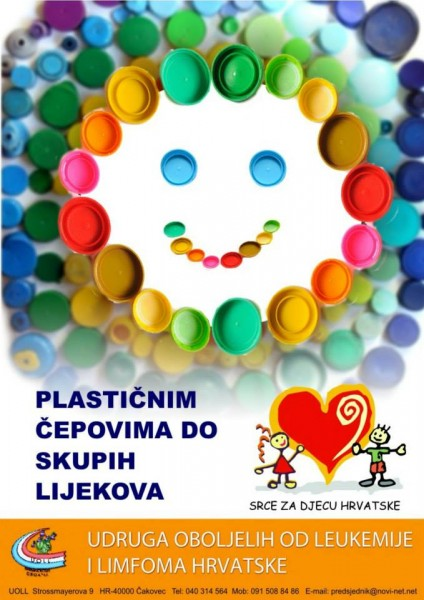 PLASTIČNIM
ČEPOVIMA DO
SKUPIH
LIJEKOVA
SRCE ZA DJECU HRVATSKE
UOLL
UDRUGA OBOLJELIH OD LEUKEMIJE
I LIMFOMA HRVATSKE
UOLL Strossmayerova 9 HR-40000 Čakovec Tel: 040 314 564 Mob: 091 508 84 86 E-mail: predsjednik@novi-net.net